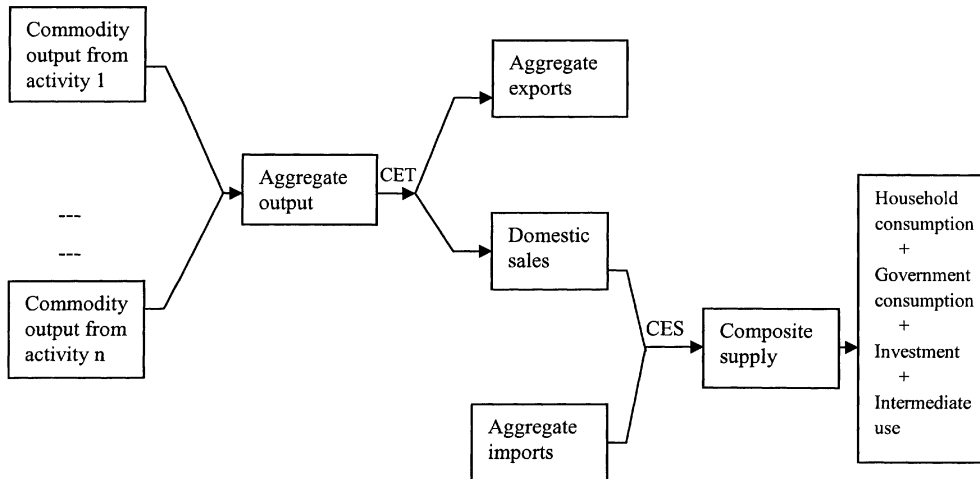 Commodity
output from
activity 1
---
---
Commodity
output from
activity n
Aggregate
output
CET
Aggregate
exports
Domestic
sales
Aggregate
imports
CES
Composite
supply
Household
consumption
+
Government
consumption
+
Investment
+
Intermediate
use